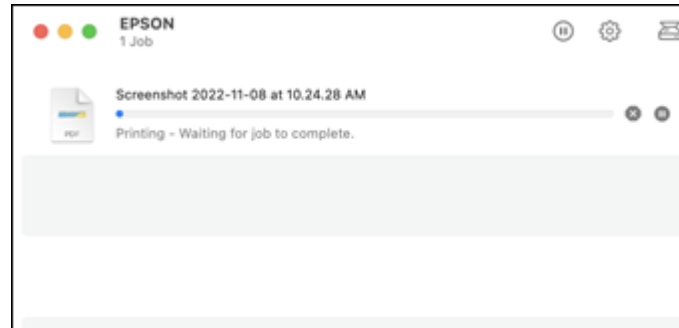 EPSON
1 Job
Screenshot 2022-11-08 at 10.24.28 AM
Printing - Waiting for job to complete.
PDF